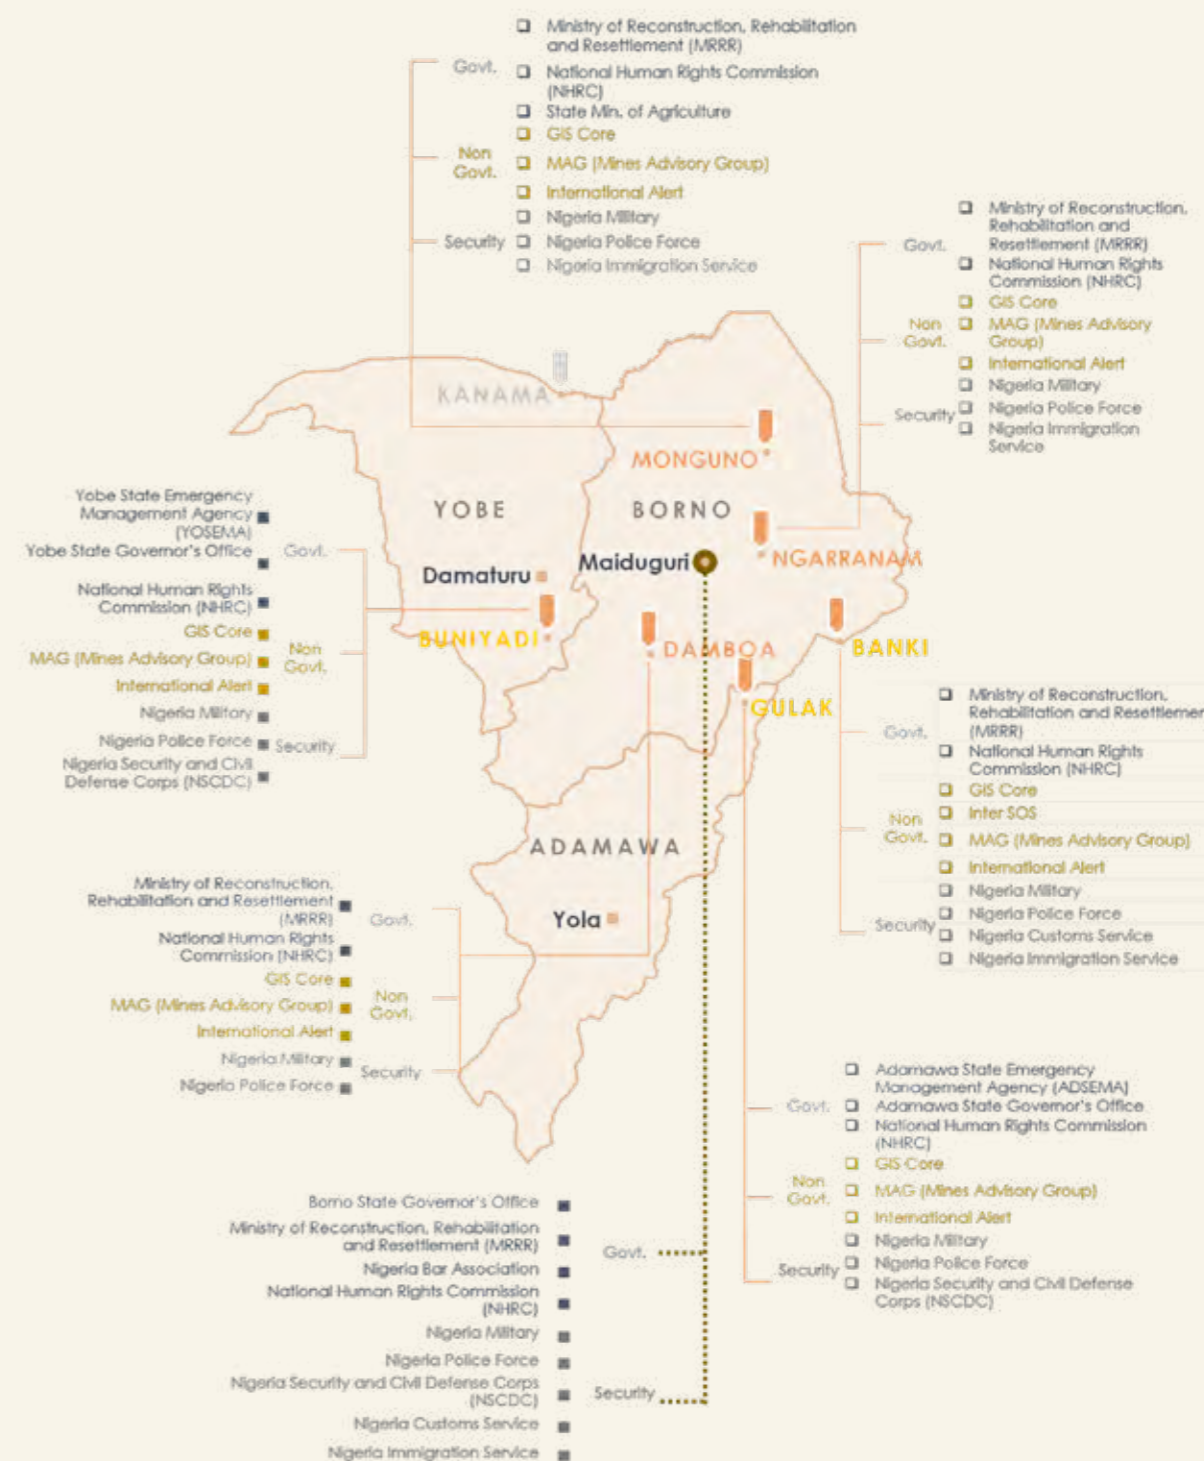 Ministry of Reconstruction, Rehabilitation
and Resettlement (MRRR)
Govt.
National Human Rights Commission
(NHRC)
State Min. of Agriculture
GIS Core
Non
Govt.
MAG (Mines Advisory Group)
International Alert
Nigeria Military
Security
Nigeria Police Force
Nigeria Immigration Service
Ministry of Reconstruction,
Rehabilitation and
Resettlement (MRRR)
Govt.
National Human Rights
Commission (NHRC)
GIS Core
Non
Govt.
MAG (Mines Advisory
Group)
International Alert
Nigeria Military
Security
Nigeria Police Force
Nigeria Immigration
Service
KANAMA
MONGUNO
YOBE
BORNO
Maiduguri
NGARRANAM
Damaturu
BUNIYADI
DAMBOA
BANKI
GULAK
ADAMAWA
Yola
Yobe State Emergency
Management Agency
(YOSEMA)
Yobe State Governor's Office
Govt.
National Human Rights
Commission (NHRC)
GIS Core
Non
Govt.
MAG (Mines Advisory Group)
International Alert
Nigeria Military
Nigeria Police Force
Security
Nigeria Security and Civil
Defense Corps (NSCDC)
Ministry of Reconstruction,
Rehabilitation and Resettlemen
(MRRR)
Govt.
National Human Rights
Commission (NHRC)
GIS Core
Non
Govt.
Inter SOS
MAG (Mines Advisory Group)
International Alert
Nigeria Military
Nigeria Police Force
Security
Nigeria Customs Service
Nigeria Immigration Service
Ministry of Reconstruction,
Rehabilitation and Resettlement
(MRRR)
Govt.
National Human Rights
Commission (NHRC)
GIS Core
Non
Govt.
MAG (Mines Advisory Group)
International Alert
Nigeria Military
Security
Nigeria Police Force
Adamawa State Emergency
Management Agency (ADSEMA)
Govt.
Adamawa State Governor's Office
National Human Rights Commission
(NHRC)
GIS Core
Non
Govt.
MAG (Mines Advisory Group)
International Alert
Nigeria Military
Nigeria Police Force
Security
Nigeria Security and Civil Defense
Corps (NSCDC)
Borno State Governor's Office
Ministry of Reconstruction, Rehabilitation
and Resettlement (MRRR)
Govt.
Nigeria Bar Association
National Human Rights Commission
(NHRC)
Nigeria Military
Nigeria Police Force
Nigeria Security and Civil Defense Corps
(NSCDC)
Security
Nigeria Customs Service
Nigeria Immigration Service